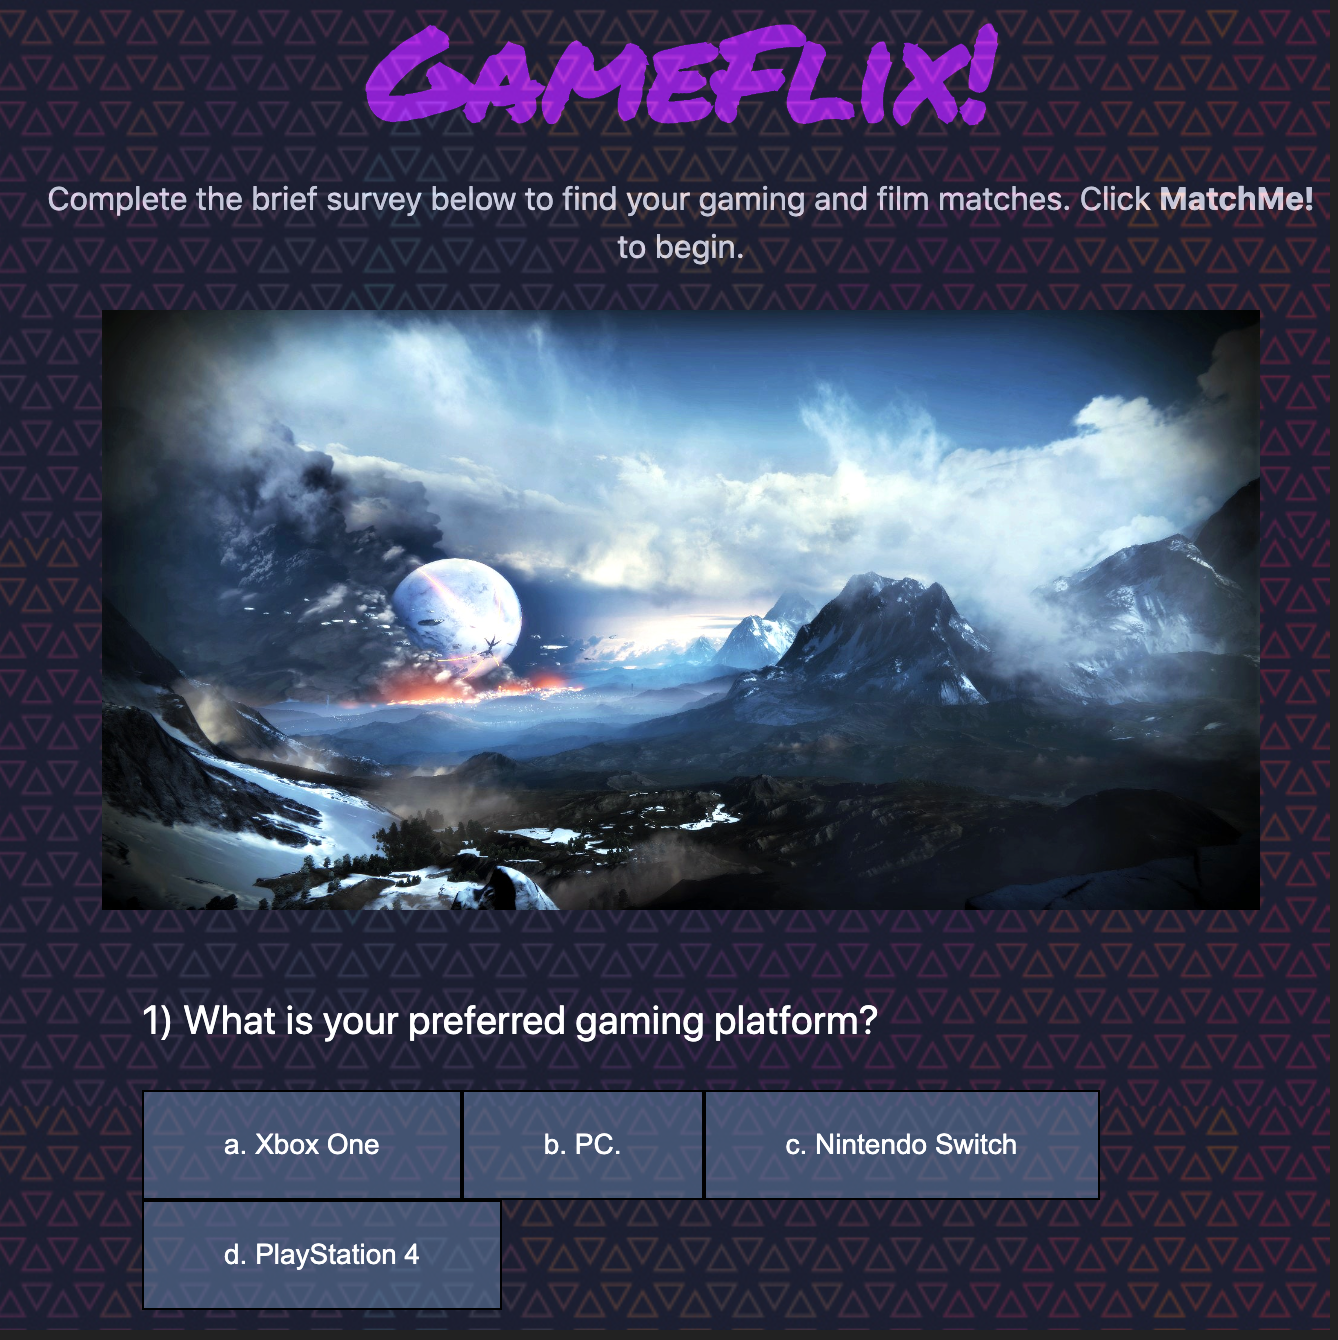 GameFlix!
Complete the brief survey below to find your gaming and film matches. Click MatchMe!
to begin.
1) What is your preferred gaming platform?
a. Xbox One
b. PC.
c. Nintendo Switch
d. PlayStation 4